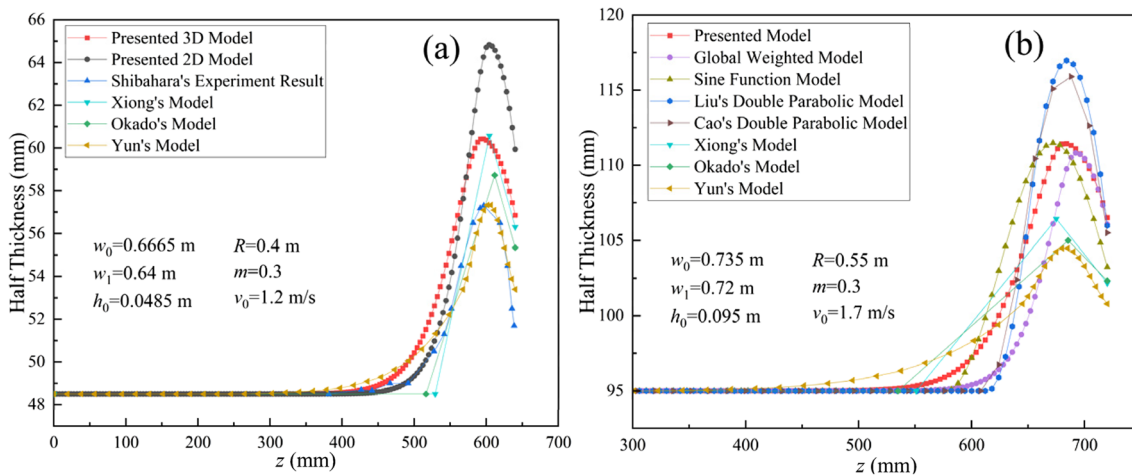 (a)
Presented 3D Model
Presented 2D Model
Shibahara's Experiment Result
Xiong's Model
Okado's Model
Yun's Model
w₀=0.6665 m R=0.4 m
w₁=0.64 m m=0.3
h₀=0.0485 m v₀=1.2 m/s
Half Thickness (mm)
66
64
62
60
58
56
54
52
50
48
0 100 200 300 400 500 600 700
z (mm)
(b)
Presented Model
Global Weighted Model
Sine Function Model
Liu's Double Parabolic Model
Cao's Double Parabolic Model
Xiong's Model
Okado's Model
Yun's Model
w₀=0.735 m R=0.55 m
w₁=0.72 m m=0.3
h₀=0.095 m v₀=1.7 m/s
Half Thickness (mm)
120
115
110
105
100
95
300 400 500 600 700
z (mm)